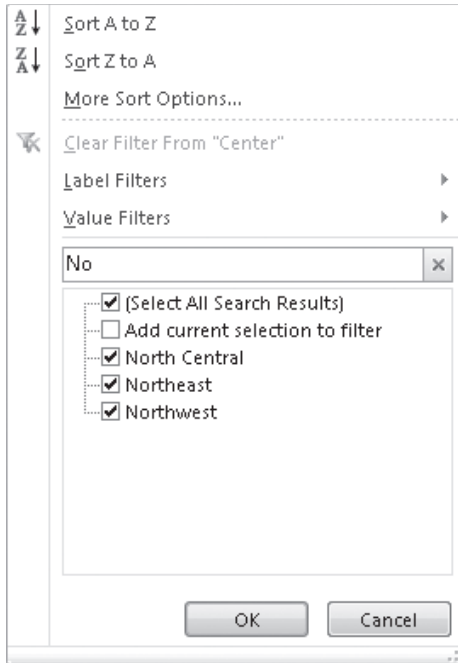 Sort A to Z
Sort Z to A
More Sort Options...
Clear Filter From "Center"
Label Filters
Value Filters
No
(Select All Search Results)
Add current selection to filter
North Central
Northeast
Northwest
OK Cancel